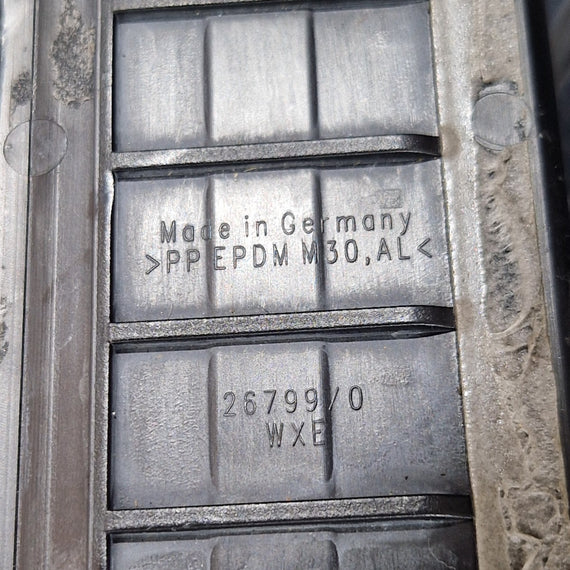 Made in Germany
>PP EPDM M30,AL<
26799/0
WXE